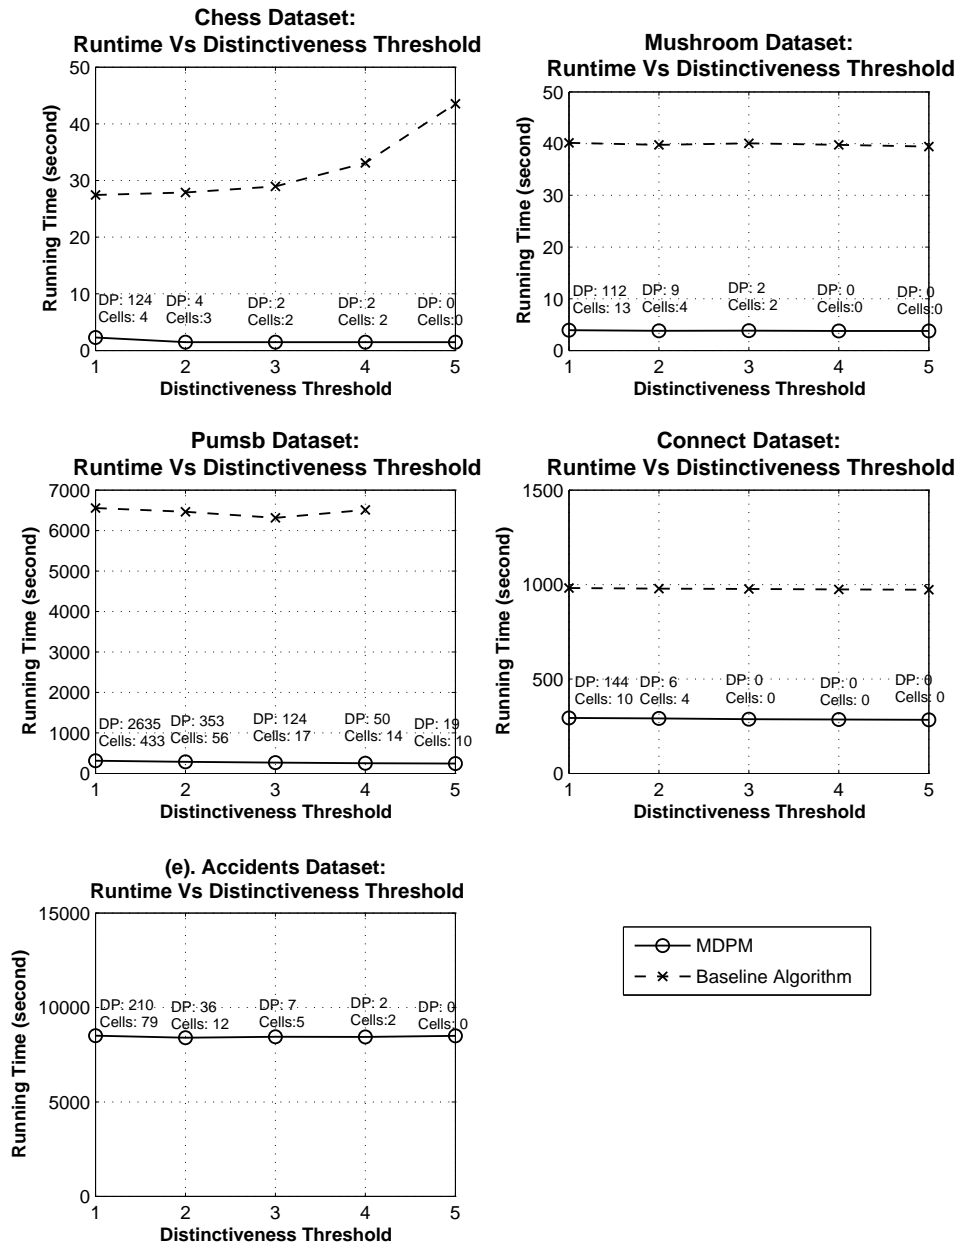 Chess Dataset:
Runtime Vs Distinctiveness Threshold
Running Time (second)
50
40
30
20
10
0
DP: 124
Cells: 4
DP: 4
Cells:3
DP: 2
Cells:2
DP: 2
Cells: 2
DP: 0
Cells:0
1 2 3 4 5
Distinctiveness Threshold
Mushroom Dataset:
Runtime Vs Distinctiveness Threshold
Running Time (second)
50
40
30
20
10
0
DP: 112
Cells: 13
DP: 9
Cells:4
DP: 2
Cells: 2
DP: 0
Cells:0
DP: 0
Cells:0
1 2 3 4 5
Distinctiveness Threshold
Pumsb Dataset:
Runtime Vs Distinctiveness Threshold
Running Time (second)
7000
6000
5000
4000
3000
2000
1000
0
DP: 2635
Cells: 433
DP: 353
Cells: 56
DP: 124
Cells: 17
DP: 50
Cells: 14
DP: 19
Cells: 10
1 2 3 4 5
Distinctiveness Threshold
Connect Dataset:
Runtime Vs Distinctiveness Threshold
Running Time (second)
1500
1000
500
0
DP: 144
Cells: 10
DP: 6
Cells: 4
DP: 0
Cells: 0
DP: 0
Cells: 0
DP: 0
Cells: 0
1 2 3 4 5
Distinctiveness Threshold
(e). Accidents Dataset:
Runtime Vs Distinctiveness Threshold
Running Time (second)
15000
10000
5000
0
DP: 210
Cells: 79
DP: 36
Cells: 12
DP: 7
Cells:5
DP: 2
Cells:2
DP: 0
Cells: 0
1 2 3 4 5
Distinctiveness Threshold
MDPM
Baseline Algorithm